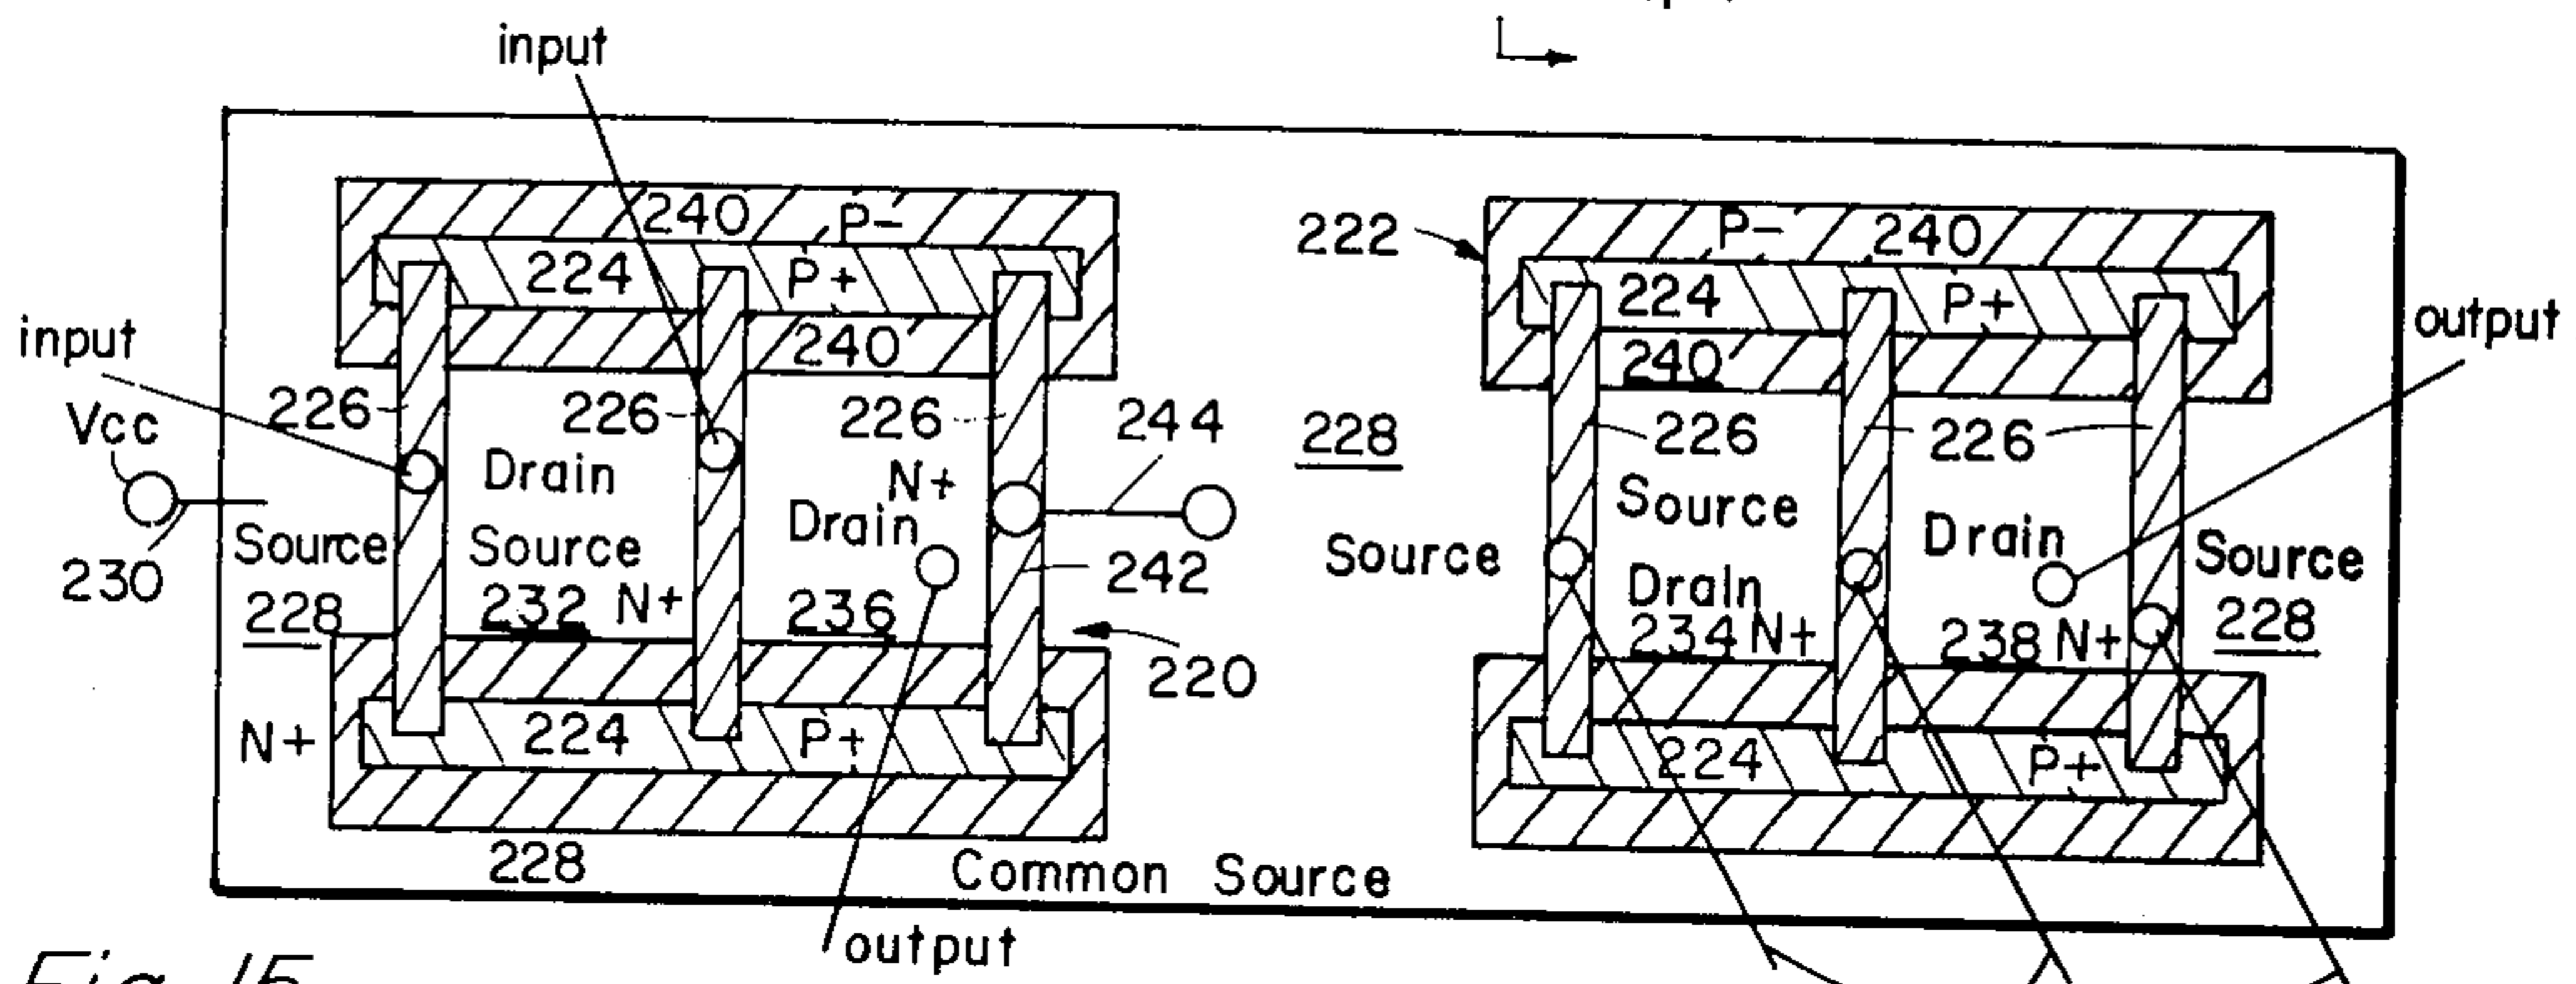 input
240 P-
224 P+
240
input
226
226
226
Vcc
244
Drain
N+
Drain
Source
Source
230
228
232 N+
236
242
220
N+
224 P+
228
Common Source
output
222
P- 240
224 P+
240
output
228
226
226
Source
Source
Drain
Source
Drain
234 N+
238 N+
228
224 P+
Fig. 15